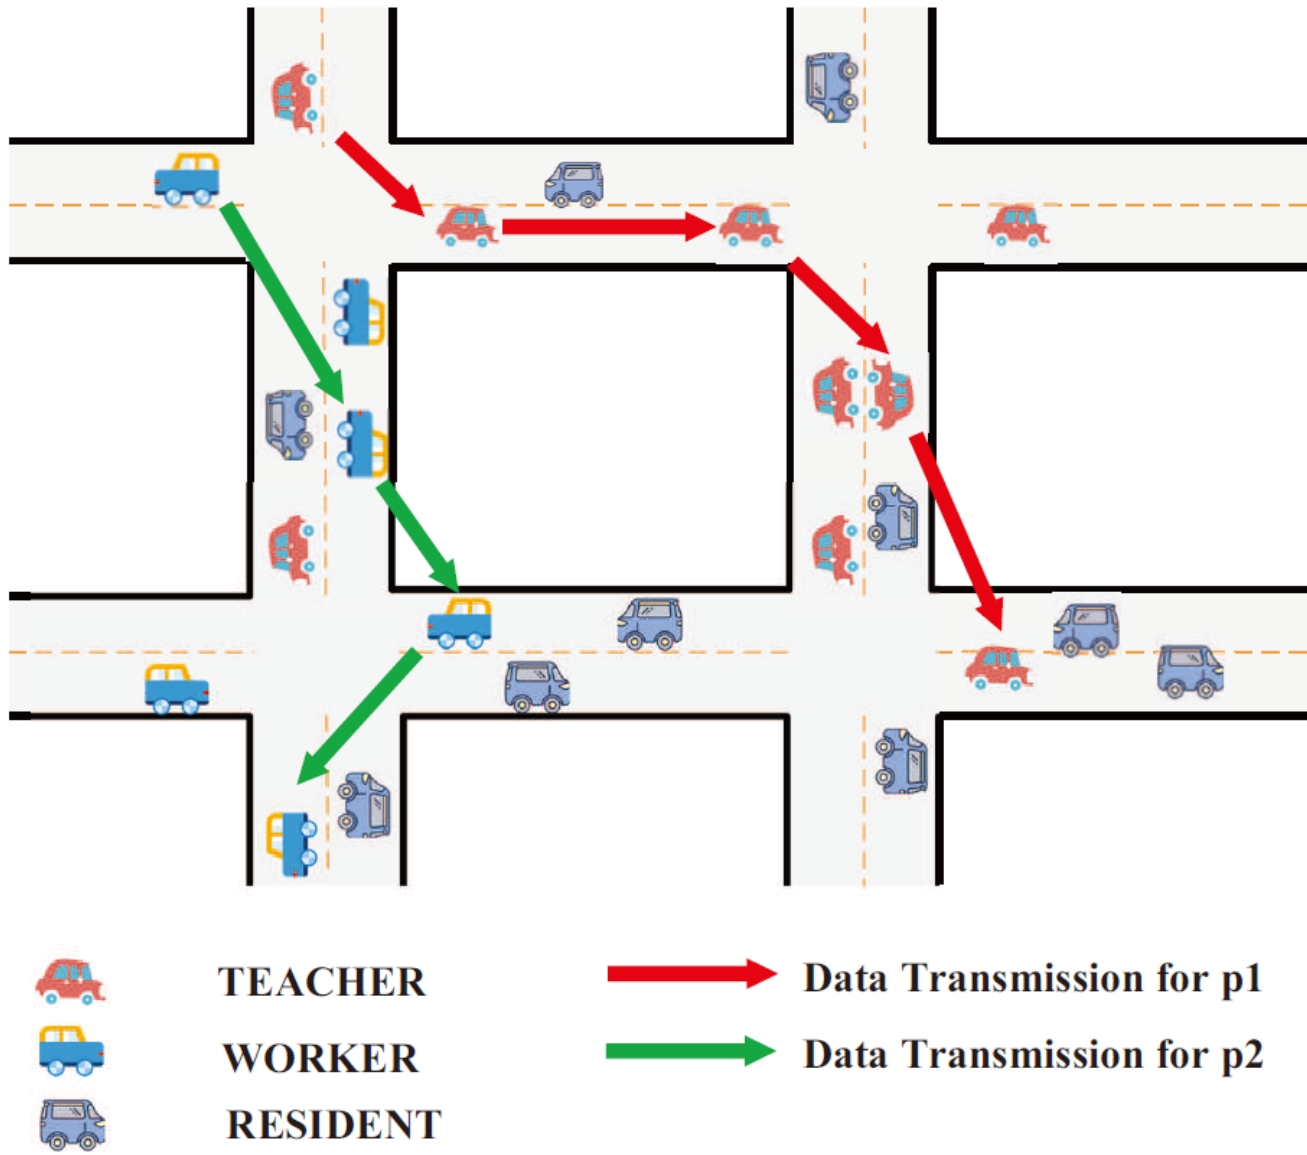 TEACHER
Data Transmission for p1
WORKER
Data Transmission for p2
RESIDENT